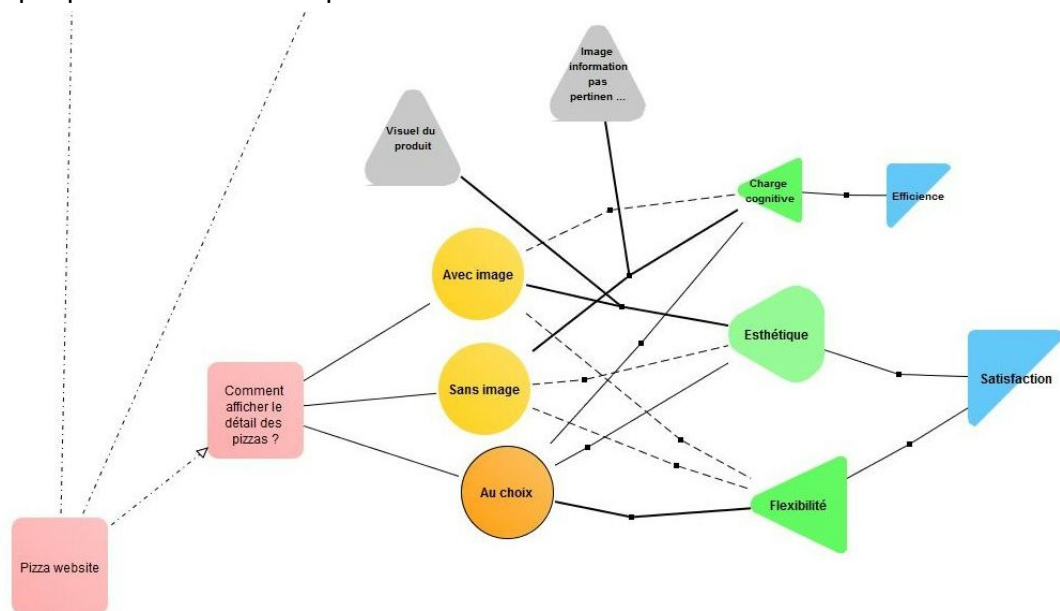 Image
information
pas
pertinen ...
Visuel du
produit
Charge
cognitive
Efficience
Avec image
Esthétique
Satisfaction
Comment
afficher le
détail des
pizzas ?
Sans image
Au choix
Flexibilité
Pizza website